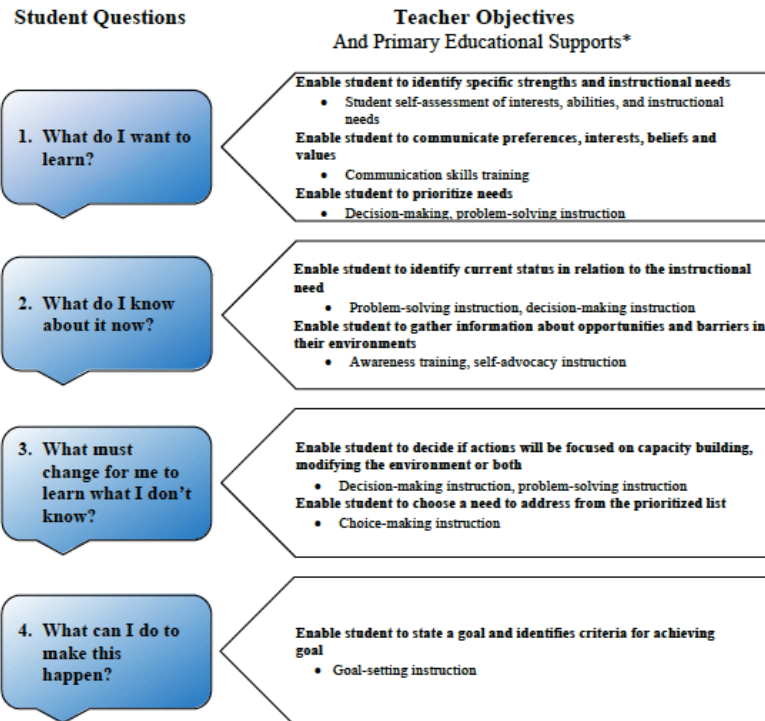 Student Questions
Teacher Objectives
And Primary Educational Supports*
1. What do I want to
learn?
Enable student to identify specific strengths and instructional needs
• Student self-assessment of interests, abilities, and instructional
needs
Enable student to communicate preferences, interests, beliefs and
values
• Communication skills training
Enable student to prioritize needs
• Decision-making, problem-solving instruction
2. What do I know
about it now?
Enable student to identify current status in relation to the instructional
need
• Problem-solving instruction, decision-making instruction
Enable student to gather information about opportunities and barriers in
their environments
• Awareness training, self-advocacy instruction
3. What must
change for me to
learn what I don't
know?
Enable student to decide if actions will be focused on capacity building,
modifying the environment or both
• Decision-making instruction, problem-solving instruction
Enable student to choose a need to address from the prioritized list
• Choice-making instruction
4. What can I do to
make this
happen?
Enable student to state a goal and identifies criteria for achieving
goal
• Goal-setting instruction